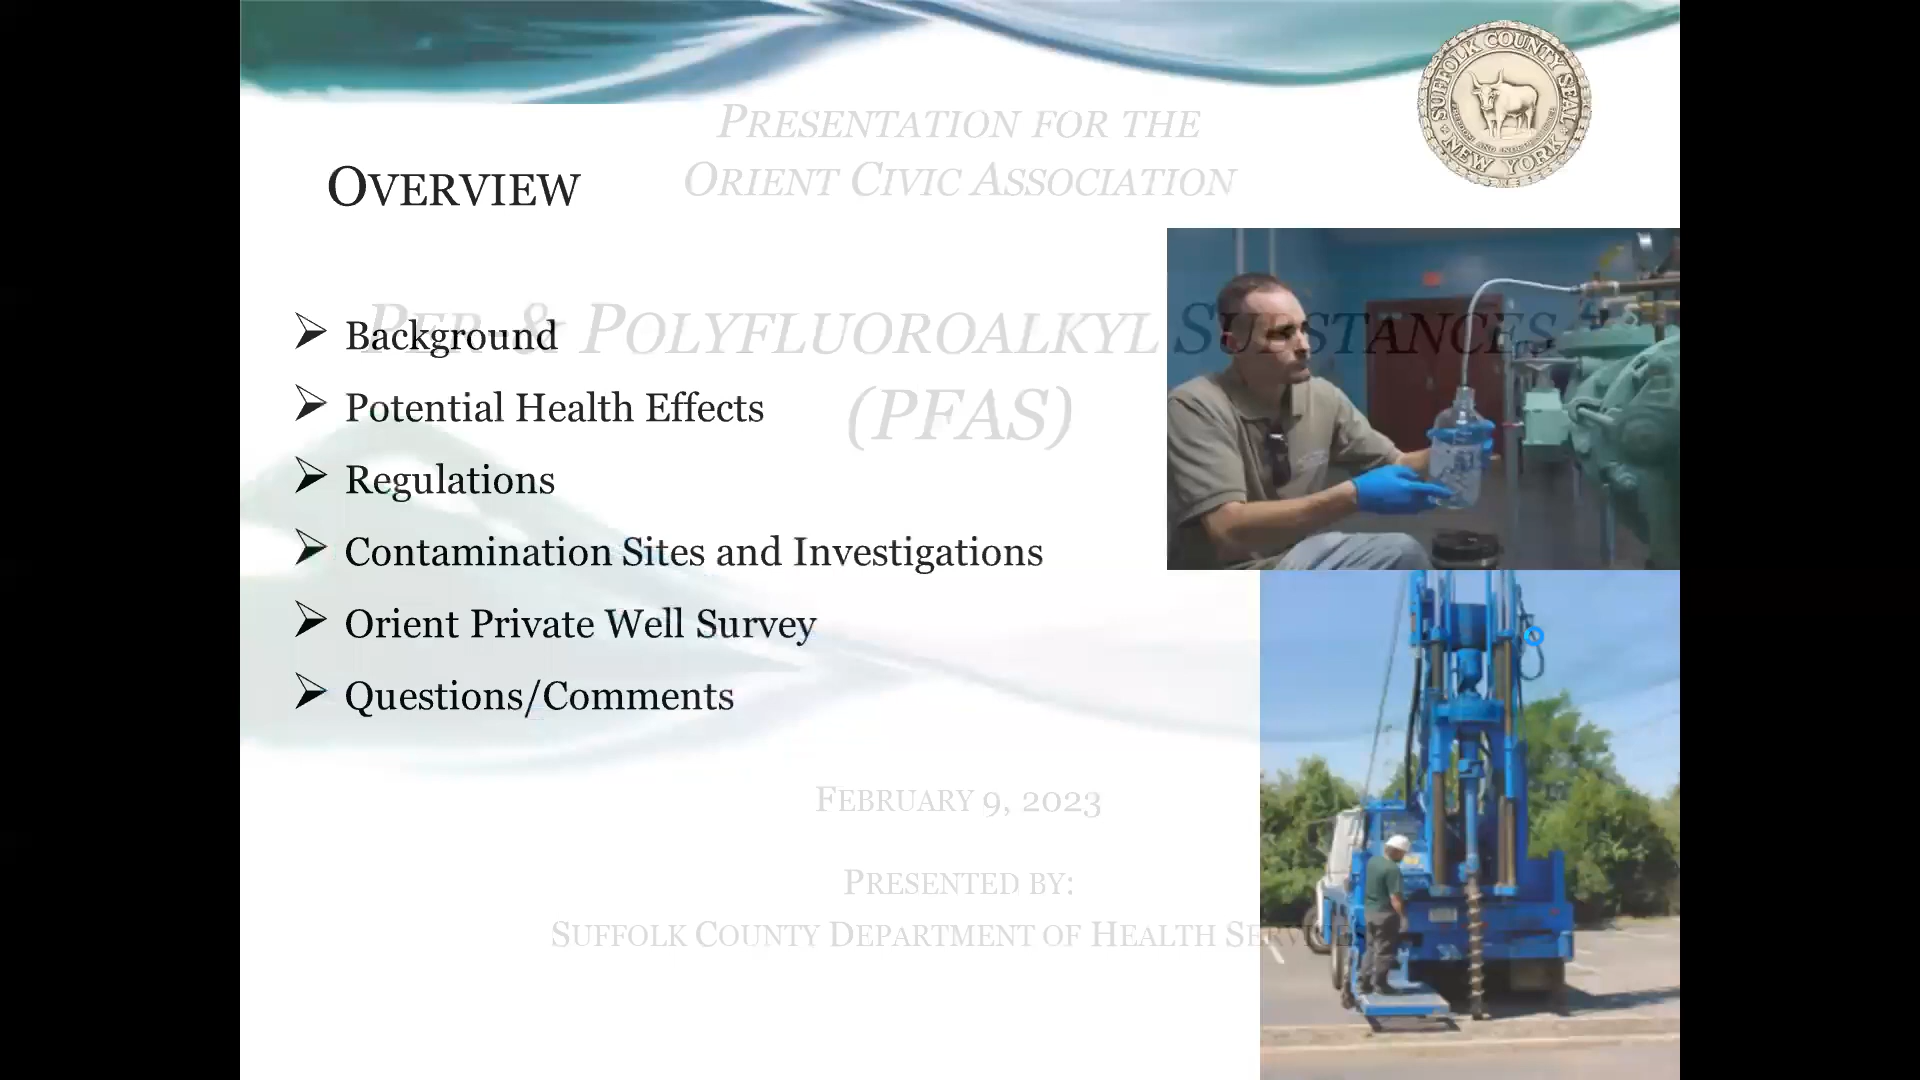 SUFFOLK COUNTY SEAL
NEW YORK
PRESENTATION FOR THE
ORIENT CIVIC ASSOCIATION
OVERVIEW
PER & POLYFLUOROALKYL SUBSTANCES
(PFAS)
➢ Background
➢ Potential Health Effects
➢ Regulations
➢ Contamination Sites and Investigations
➢ Orient Private Well Survey
➢ Questions/Comments
FEBRUARY 9, 2023
PRESENTED BY:
SUFFOLK COUNTY DEPARTMENT OF HEALTH SERVICES